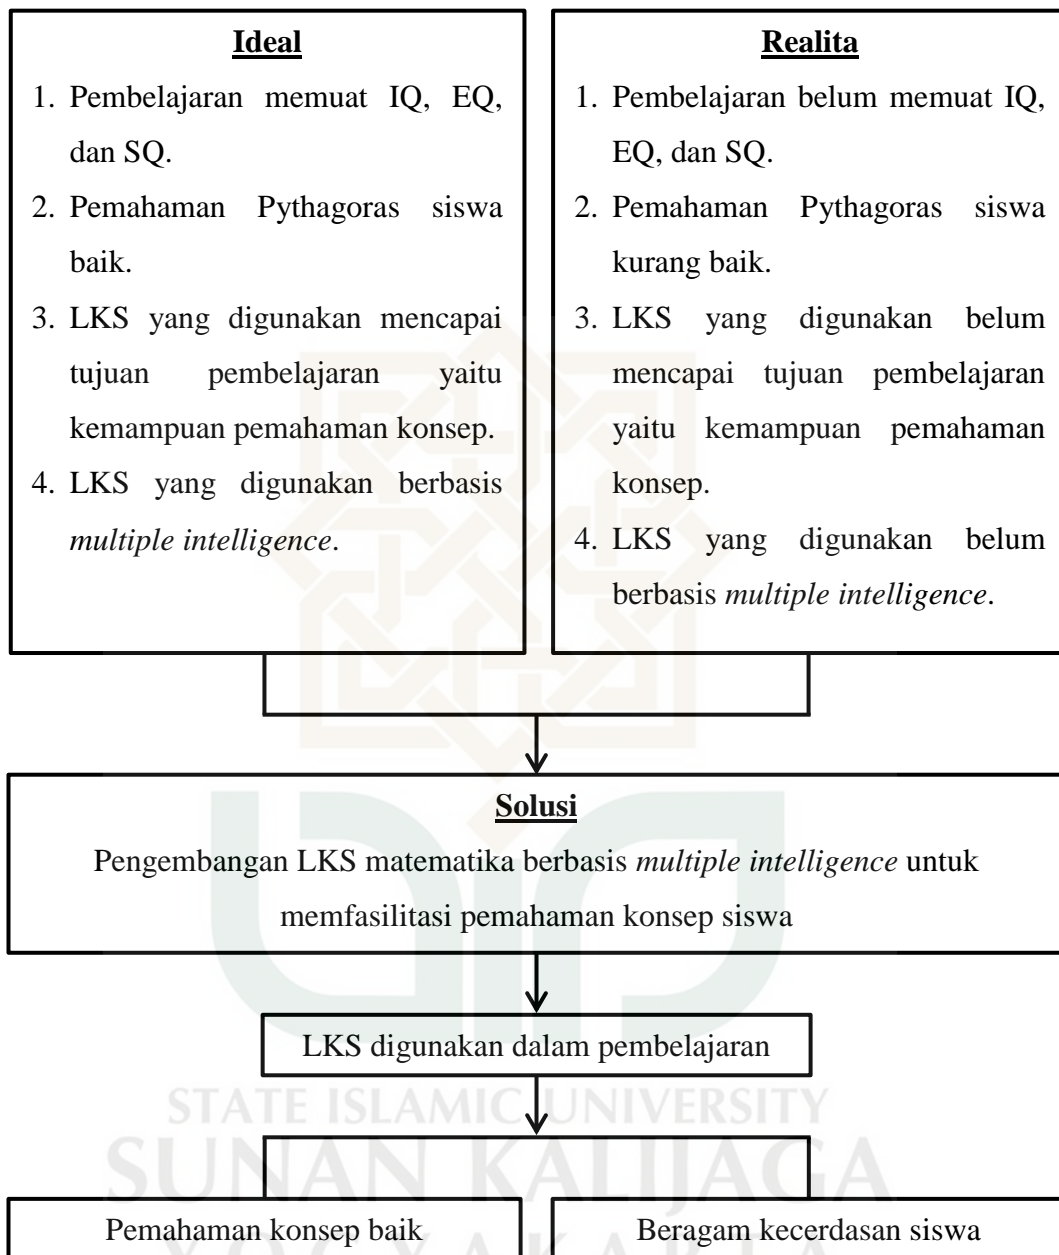 Ideal
1. Pembelajaran memuat IQ, EQ,
dan SQ.
2. Pemahaman Pythagoras siswa
baik.
3. LKS yang digunakan mencapai
tujuan pembelajaran yaitu
kemampuan pemahaman konsep.
4. LKS yang digunakan berbasis
multiple intelligence.
Realita
1. Pembelajaran belum memuat IQ,
EQ, dan SQ.
2. Pemahaman Pythagoras siswa
kurang baik.
3. LKS yang digunakan belum
mencapai tujuan pembelajaran
yaitu kemampuan pemahaman
konsep.
4. LKS yang digunakan belum
berbasis multiple intelligence.
Solusi
Pengembangan LKS matematika berbasis multiple intelligence untuk
memfasilitasi pemahaman konsep siswa
LKS digunakan dalam pembelajaran
STATE ISLAMIC UNIVERSITY
SUNAN KALIJAGA
Pemahaman konsep baik
Beragam kecerdasan siswa
YOGYAKARTA